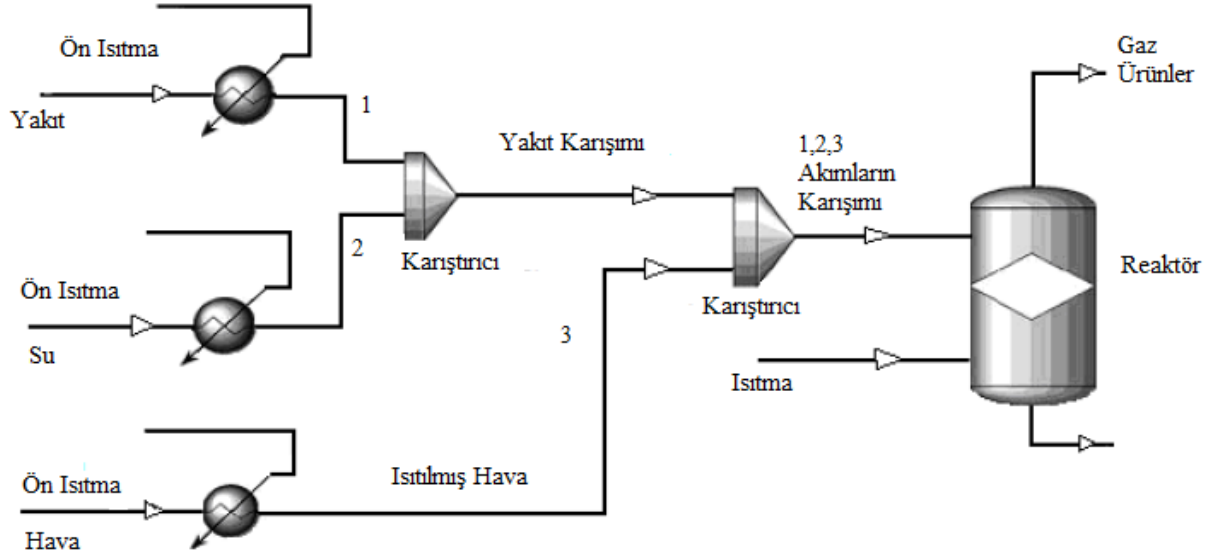 Ön Isıtma
Yakıt
1
Yakıt Karışımı
Karıştırıcı
2
Ön Isıtma
Su
1,2,3
Akımların
Karışımı
Karıştırıcı
3
Gaz
Ürünler
Reaktör
Isıtma
Ön Isıtma
Hava
Isıtılmış Hava